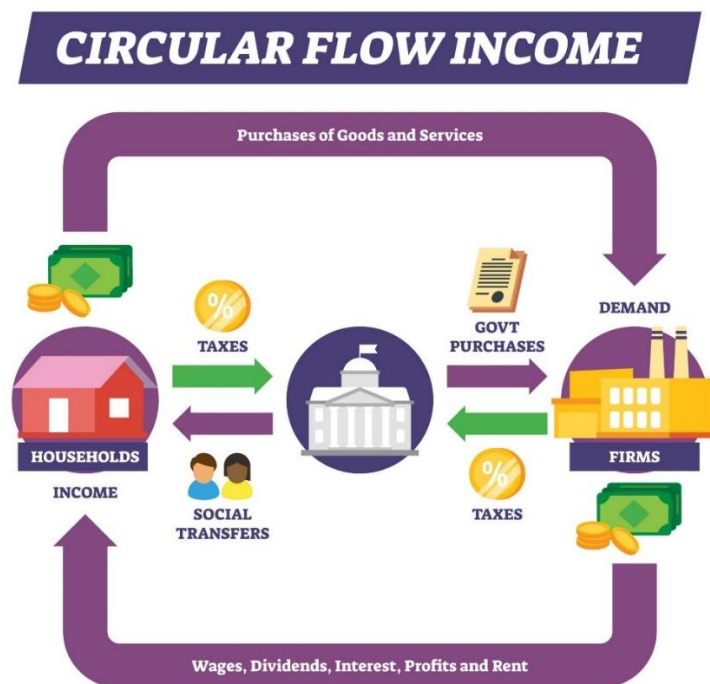 CIRCULAR FLOW INCOME
Purchases of Goods and Services
%
TAXES
GOVT
PURCHASES
DEMAND
HOUSEHOLDS
INCOME
SOCIAL
TRANSFERS
%
TAXES
FIRMS
Wages, Dividends, Interest, Profits and Rent